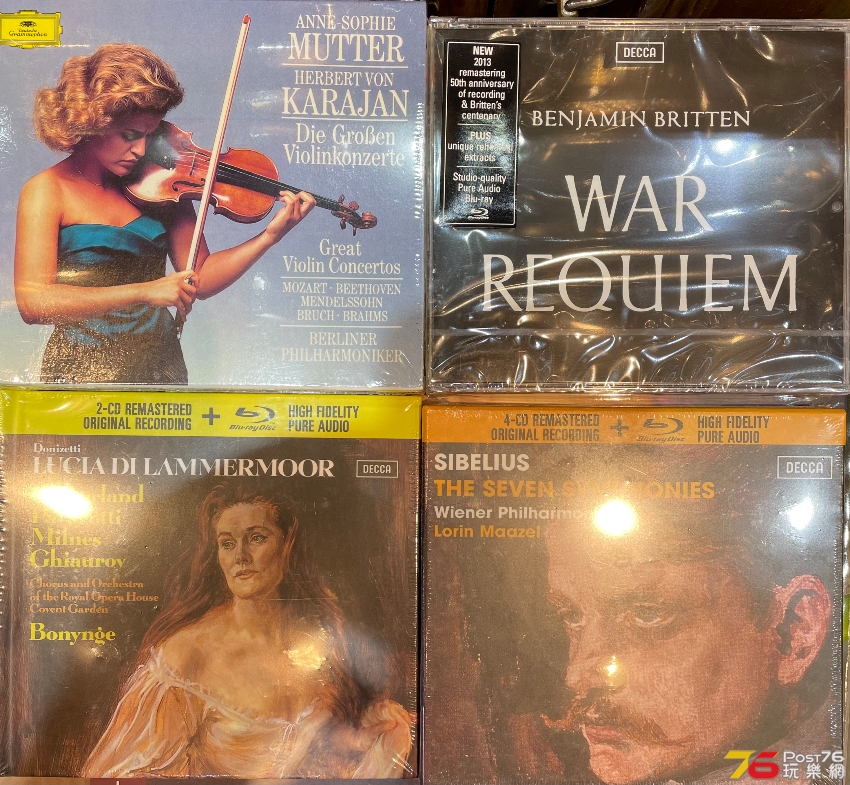 Deutsche
Grammophon
ANNE-SOPHIE
MUTTER
HERBERT VON
KARAJAN
Die Großen
Violinkonzerte
Great
Violin Concertos
MOZART · BEETHOVEN
MENDELSSOHN
BRUCH · BRAHMS
BERLINER
PHILHARMONIKER
NEW
2013
remastering
50th anniversary
of recording
& Britten's
centenary
PLUS
unique rehearsal
extracts
Studio-quality
Pure Audio
Blu-ray
DECCA
BENJAMIN BRITTEN
WAR
REQUIEM
2-CD REMASTERED
ORIGINAL RECORDING
+
Blu-ray Disc
HIGH FIDELITY
PURE AUDIO
Donizetti
LUCIA DI LAMMERMOOR
DECCA
Milnes
Ghiaurov
Chorus and Orchestra
of the Royal Opera House
Covent Garden
Bonynge
4-CD REMASTERED
ORIGINAL RECORDING
+
Blu-ray Disc
HIGH FIDELITY
PURE AUDIO
SIBELIUS
DECCA
THE SEVEN SYMPHONIES
Wiener
Lorin Maazel
76 Post76
玩樂網